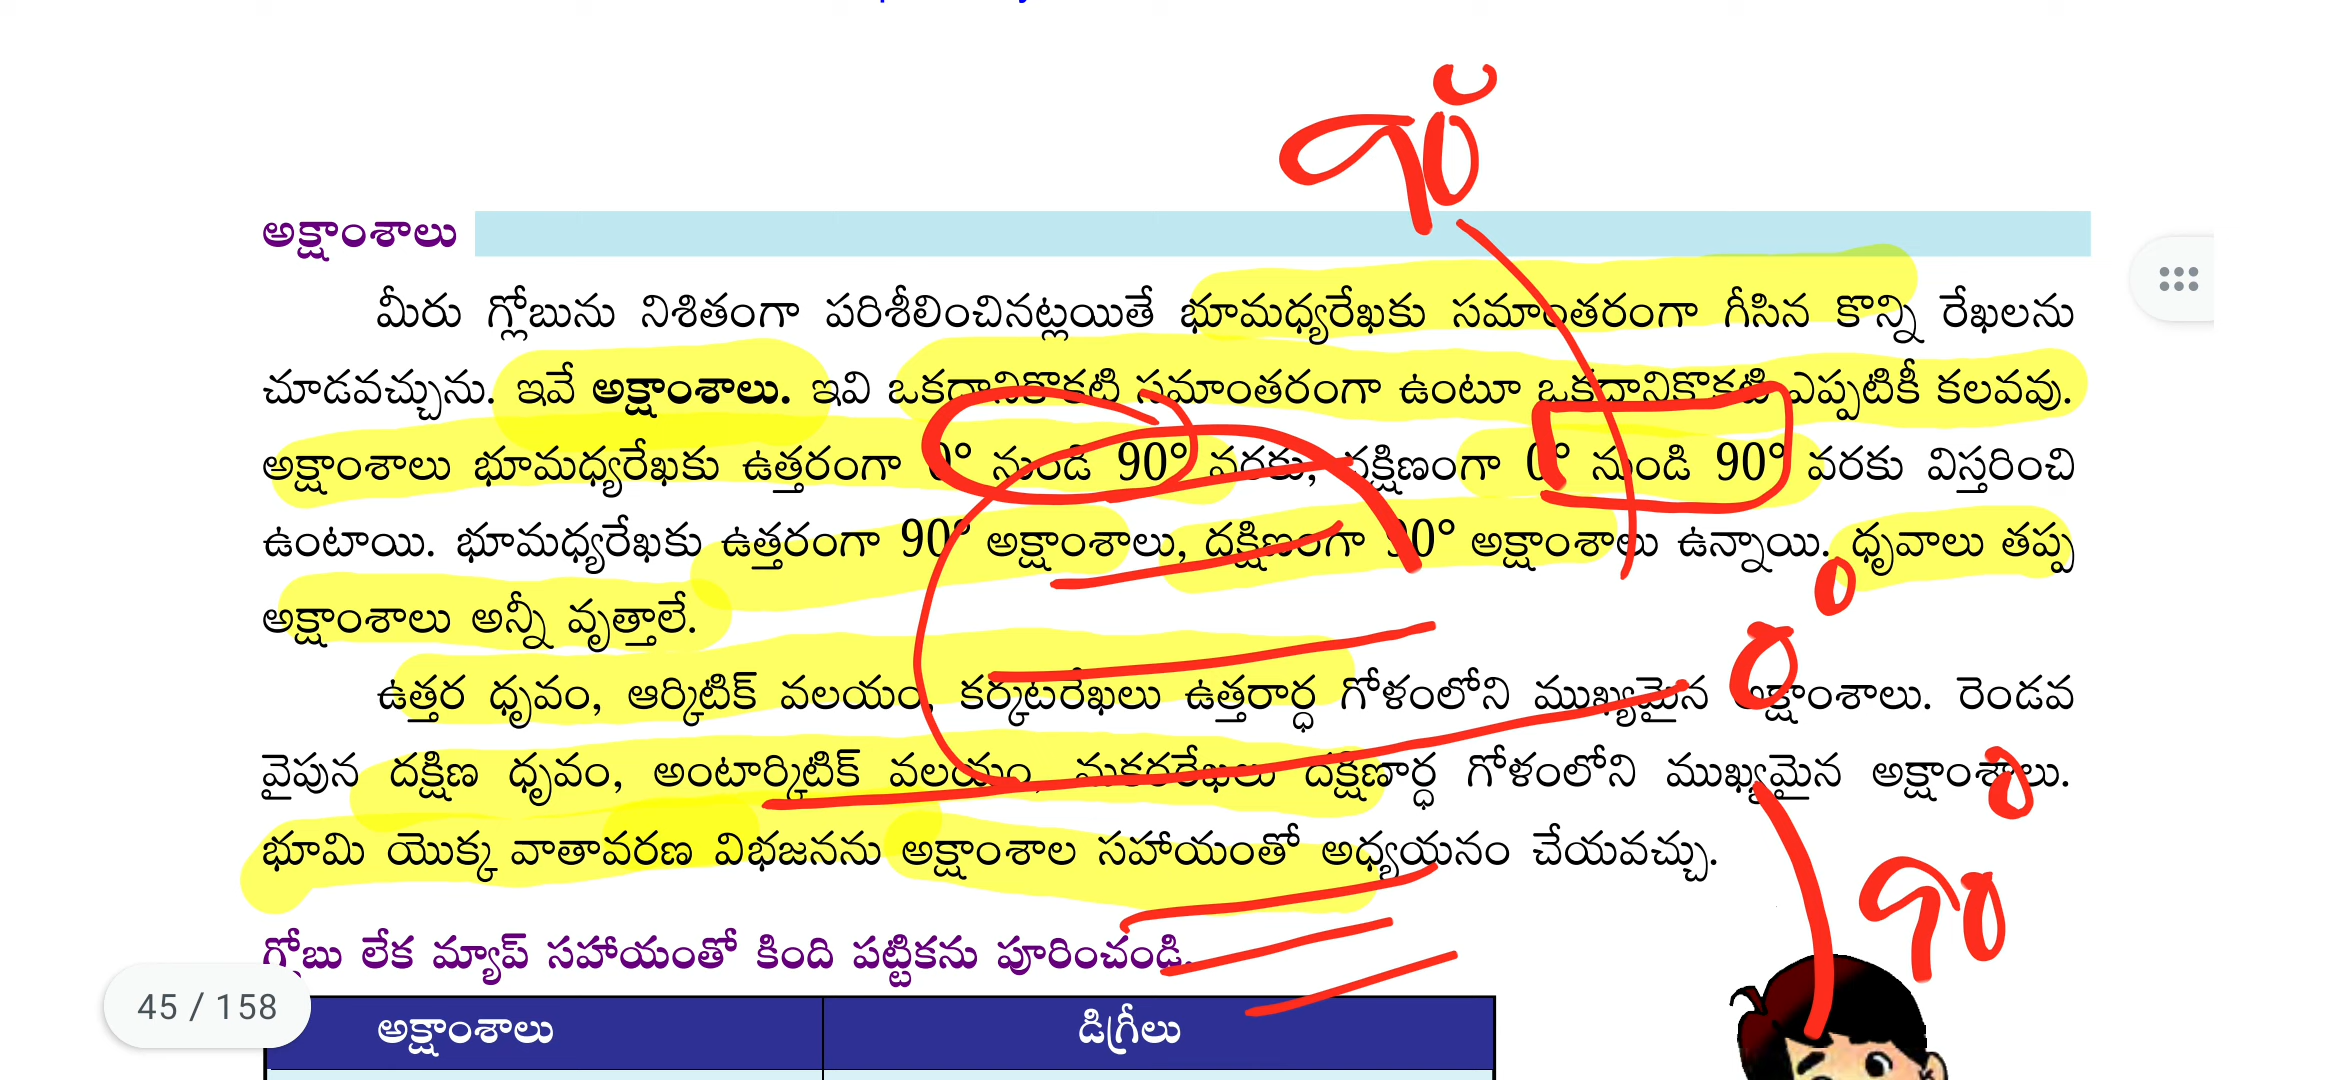 90°
అక్షాంశాలు
మీరు గ్లోబును నిశితంగా పరిశీలించినట్లయితే భూమధ్యరేఖకు సమాంతరంగా గీసిన కొన్ని రేఖలను
చూడవచ్చును. ఇవే అక్షాంశాలు. ఇవి ఒకదానికొకటి సమాంతరంగా ఉంటూ ఒకదానికొకటి ఎప్పటికీ కలవవు.
అక్షాంశాలు భూమధ్యరేఖకు ఉత్తరంగా 0° నుండి 90° వరకు, దక్షిణంగా 0° నుండి 90° వరకు విస్తరించి
ఉంటాయి. భూమధ్యరేఖకు ఉత్తరంగా 90° అక్షాంశాలు, దక్షిణంగా 90° అక్షాంశాలు ఉన్నాయి. ధృవాలు తప్ప
అక్షాంశాలు అన్నీ వృత్తాలే.
0°
ఉత్తర ధృవం, ఆర్కిటిక్ వలయం, కర్కటరేఖలు ఉత్తరార్ధ గోళంలోని ముఖ్యమైన అక్షాంశాలు. రెండవ
వైపున దక్షిణ ధృవం, అంటార్కిటిక్ వలయం, మకరరేఖలు దక్షిణార్ధ గోళంలోని ముఖ్యమైన అక్షాంశాలు.
భూమి యొక్క వాతావరణ విభజనను అక్షాంశాల సహాయంతో అధ్యయనం చేయవచ్చు.
90°
గ్లోబు లేక మ్యాప్ సహాయంతో కింది పట్టికను పూరించండి.
45 / 158
అక్షాంశాలు డిగ్రీలు